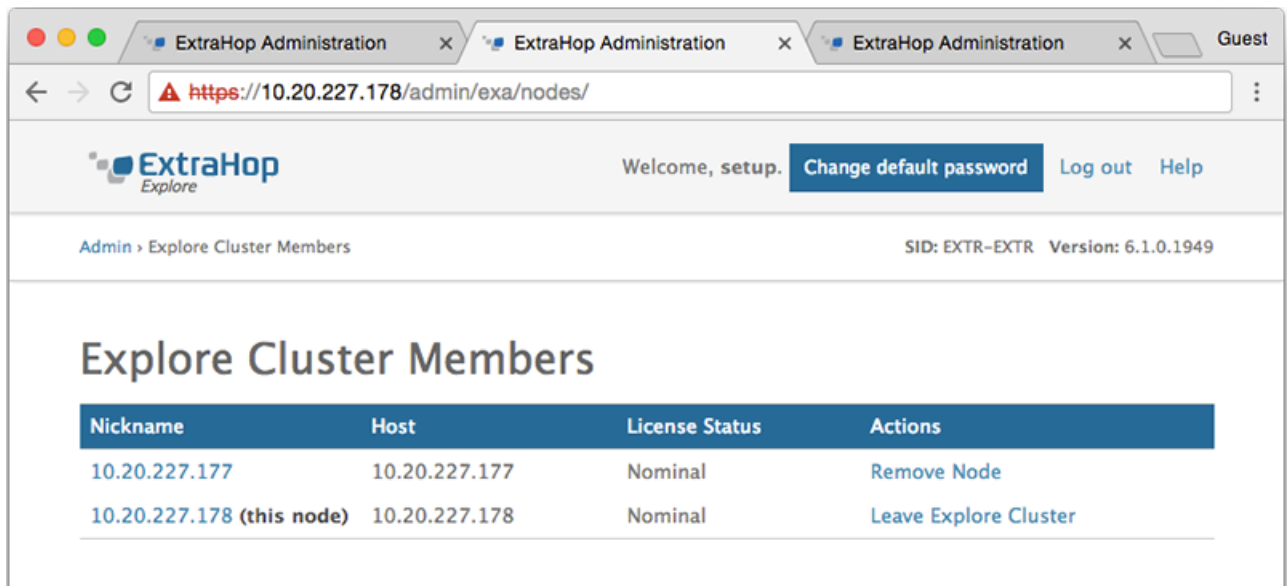 ExtraHop Administration × ExtraHop Administration × ExtraHop Administration × Guest
https://10.20.227.178/admin/exa/nodes/
ExtraHop Explore Welcome, setup. Change default password Log out Help
Admin › Explore Cluster Members SID: EXTR-EXTR Version: 6.1.0.1949
Explore Cluster Members
Nickname Host License Status Actions
10.20.227.177 10.20.227.177 Nominal Remove Node
10.20.227.178 (this node) 10.20.227.178 Nominal Leave Explore Cluster